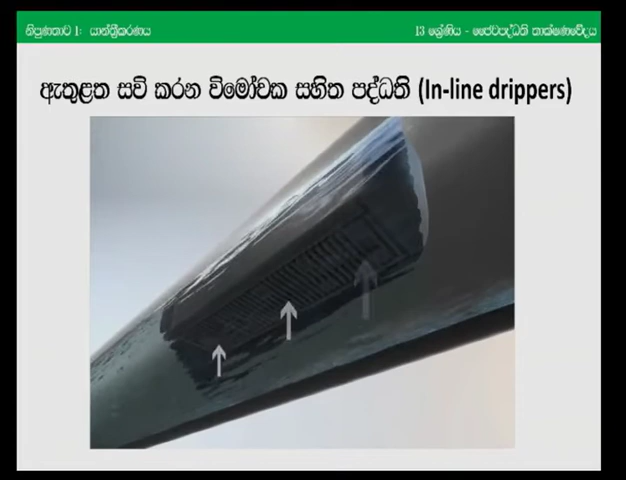 නිපුණතාව 1: යාන්ත්‍රීකරණය
13 ශ්‍රේණිය - ජෛවපද්ධති තාක්ෂණවේදය
ඇතුළත සවි කරන විමෝචක සහිත පද්ධති (In-line drippers)